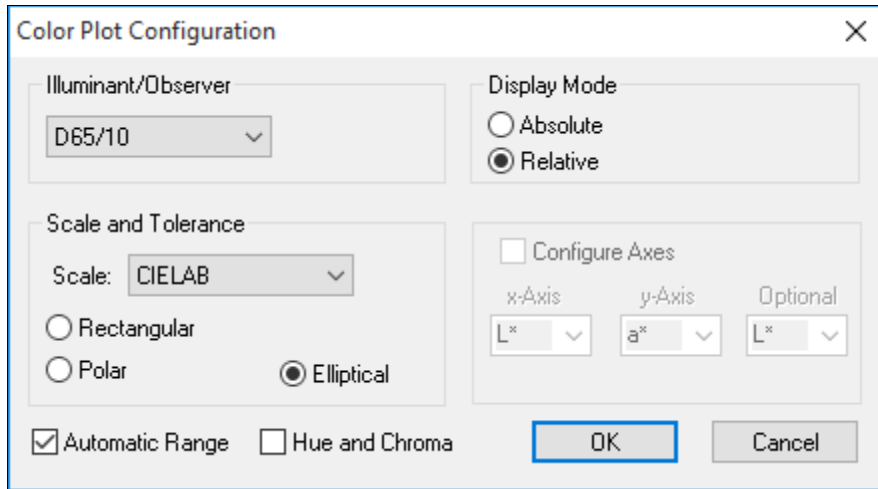 Color Plot Configuration
Illuminant/Observer
D65/10
Display Mode
Absolute
Relative
Scale and Tolerance
Scale: CIELAB
Rectangular
Polar
Elliptical
Configure Axes
x-Axis y-Axis Optional
L* a* L*
Automatic Range Hue and Chroma OK Cancel